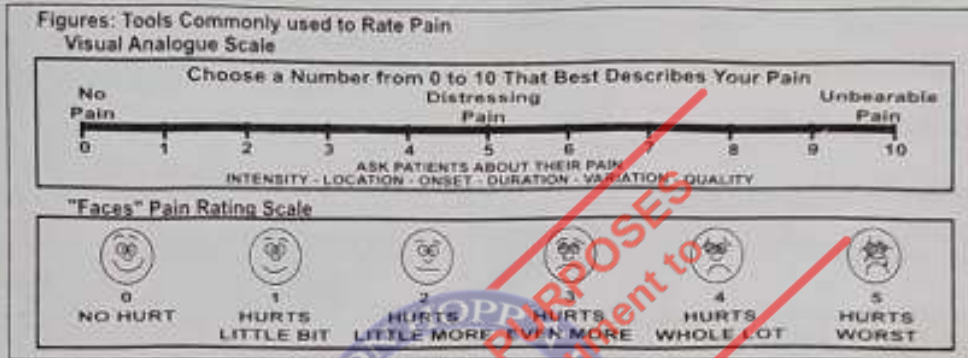 Figures: Tools Commonly used to Rate Pain
Visual Analogue Scale
Choose a Number from 0 to 10 That Best Describes Your Pain
No Pain
Distressing Pain
Unbearable Pain
0 1 2 3 4 5 6 7 8 9 10
ASK PATIENTS ABOUT THEIR PAIN
INTENSITY - LOCATION - ONSET - DURATION - VARIATION - QUALITY
"Faces" Pain Rating Scale
0 1 2 3 4 5
NO HURT
HURTS LITTLE BIT
HURTS LITTLE MORE
HURTS EVEN MORE
HURTS WHOLE LOT
HURTS WORST
PURPOSES
to